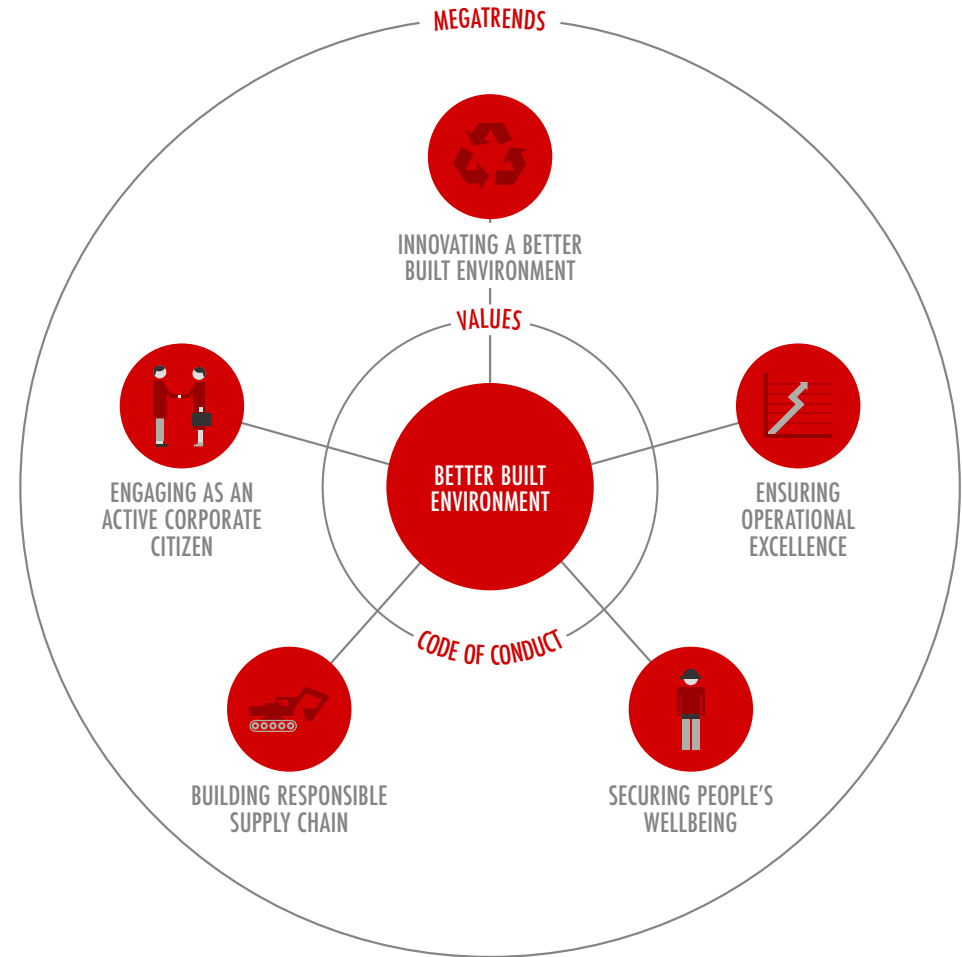 MEGATRENDS
INNOVATING A BETTER
BUILT ENVIRONMENT
VALUES
BETTER BUILT
ENVIRONMENT
ENGAGING AS AN
ACTIVE CORPORATE
CITIZEN
ENSURING
OPERATIONAL
EXCELLENCE
CODE OF CONDUCT
BUILDING RESPONSIBLE
SUPPLY CHAIN
SECURING PEOPLE’S
WELLBEING